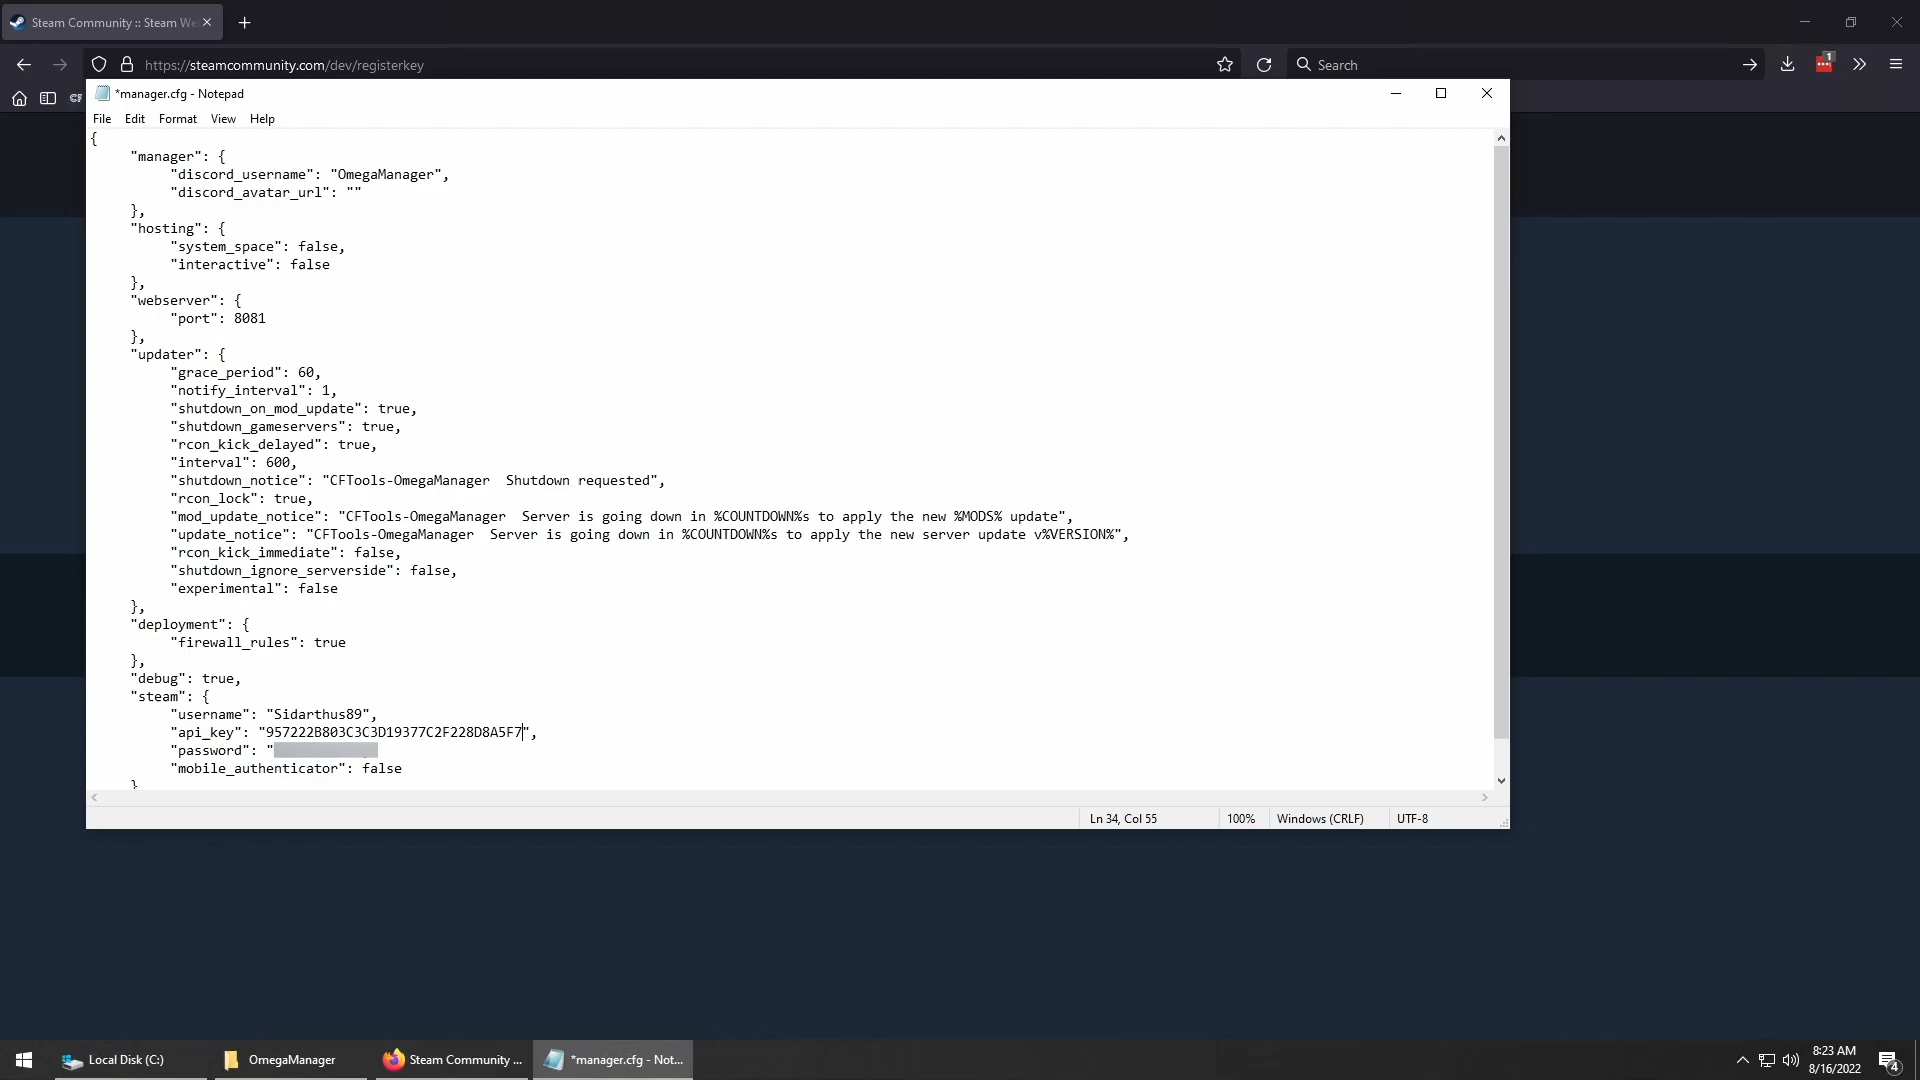 Steam Community :: Steam We
https://steamcommunity.com/dev/registerkey
Search
1
CF
*manager.cfg - Notepad
File Edit Format View Help
{
"manager": {
"discord_username": "OmegaManager",
"discord_avatar_url": ""
},
"hosting": {
"system_space": false,
"interactive": false
},
"webserver": {
"port": 8081
},
"updater": {
"grace_period": 60,
"notify_interval": 1,
"shutdown_on_mod_update": true,
"shutdown_gameservers": true,
"rcon_kick_delayed": true,
"interval": 600,
"shutdown_notice": "CFTools-OmegaManager  Shutdown requested",
"rcon_lock": true,
"mod_update_notice": "CFTools-OmegaManager  Server is going down in %COUNTDOWN%s to apply the new %MODS% update",
"update_notice": "CFTools-OmegaManager  Server is going down in %COUNTDOWN%s to apply the new server update v%VERSION%",
"rcon_kick_immediate": false,
"shutdown_ignore_serverside": false,
"experimental": false
},
"deployment": {
"firewall_rules": true
},
"debug": true,
"steam": {
"username": "Sidarthus89",
"api_key": "957222B803C3C3D19377C2F228D8A5F7",
"password": "
"mobile_authenticator": false
}
Ln 34, Col 55
100%
Windows (CRLF)
UTF-8
Local Disk (C:)
OmegaManager
Steam Community ...
*manager.cfg - Not...
8:23 AM
8/16/2022
4